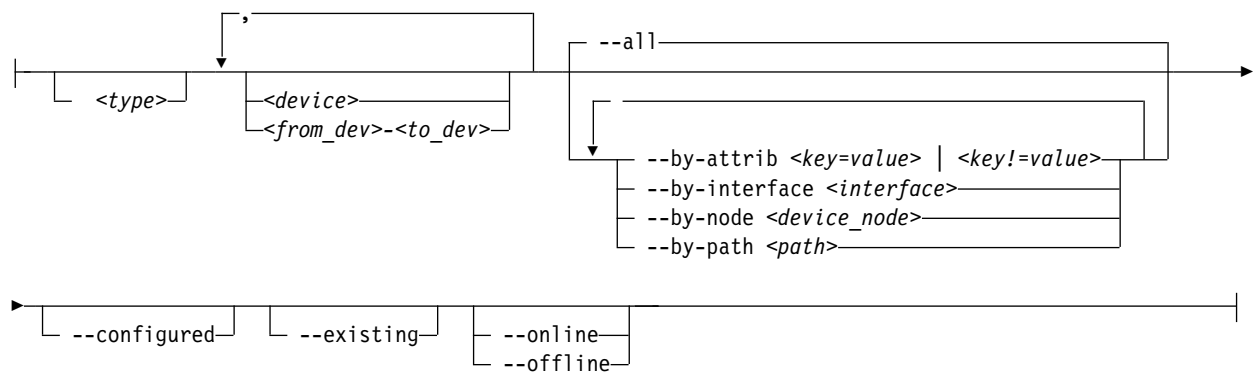 ,
--all
<type>
<device>
<from_dev>-<to_dev>
--by-attrib <key=value> | <key!=value>
--by-interface <interface>
--by-node <device_node>
--by-path <path>
--configured
--existing
--online
--offline